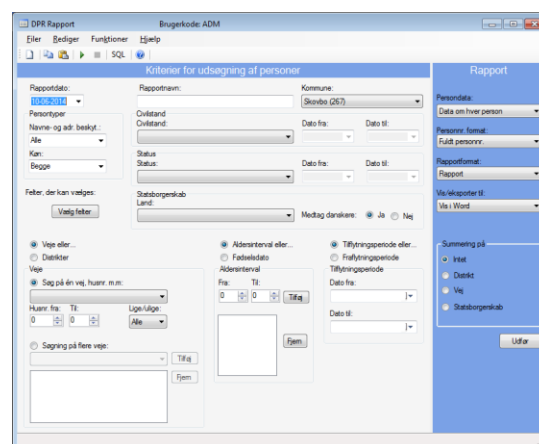 DPR Rapport Brugerkode: ADM
Filer Rediger Funktioner Hjælp
SQL
Kriterier for udsøgning af personer Rapport
Rapportdato: Rapportnavn: Kommune:
10-06-2014 Skovbo (267)
Persondata:
Data om hver person
Persontyper Civilstand
Navne- og adr. beskyt.: Civilstand: Dato fra: Dato til:
Alle
Personnr. format:
Fuldt personnr.
Køn: Status
Begge Status: Dato fra: Dato til:
Rapportformat:
Rapport
Felter, der kan vælges: Statsborgerskab
Land:
Vis/eksporter til:
Vis i Word
Vælg felter Medtag danskere: Ja Nej
Veje eller... Aldersinterval eller... Tilflytningsperiode eller...
Distrikter Fødselsdato Fraflytningsperiode
Summering på
Intet
Distrikt
Vej
Statsborgerskab
Udfør
Veje Aldersinterval Tilflytningsperiode
Søg på én vej, husnr. m.m: Fra: Til: Dato fra:
0 0 Tilføj
Husnr. fra: Til: Lige/ulige: Dato til:
0 0 Alle
Fjern
Søgning på flere veje:
Tilføj
Fjern